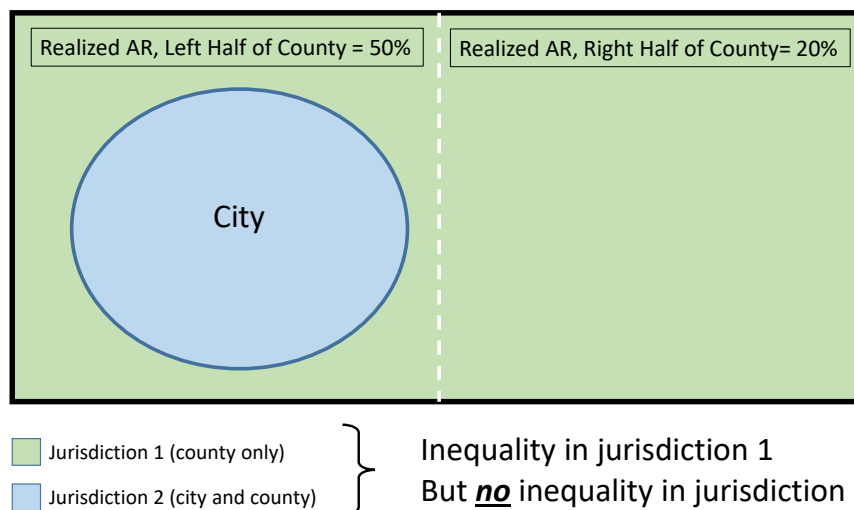 Realized AR, Left Half of County = 50%
Realized AR, Right Half of County= 20%
City
Jurisdiction 1 (county only)
Jurisdiction 2 (city and county)
Inequality in jurisdiction 1
But no inequality in jurisdiction